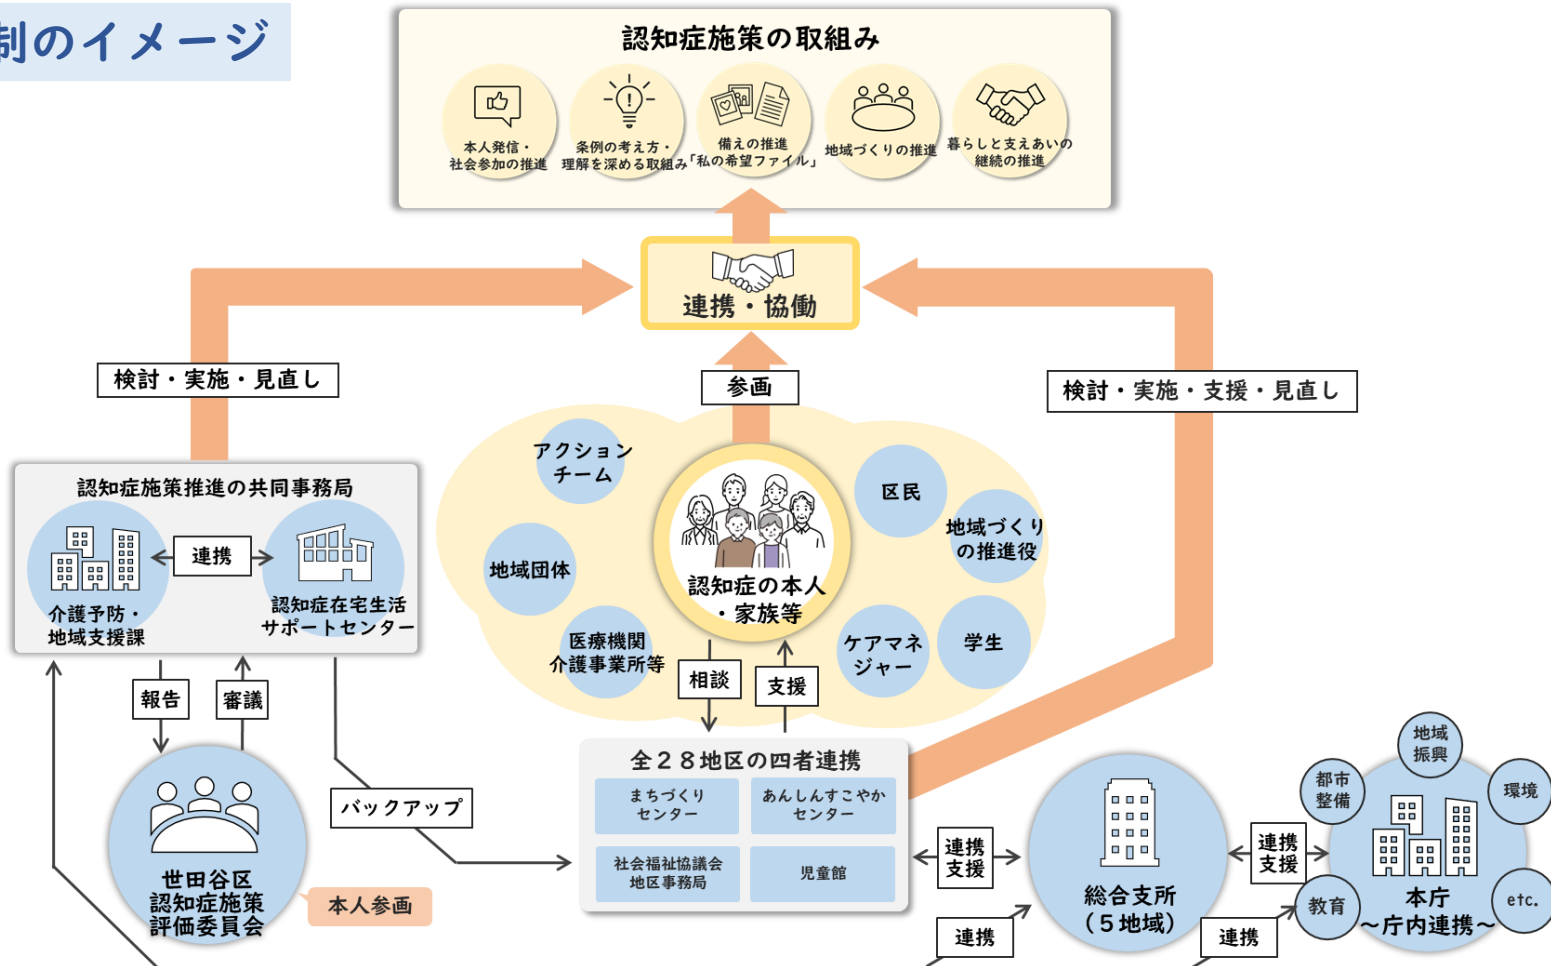 制のイメージ
認知症施策の取組み
本人発信・
社会参加の推進
条例の考え方・
理解を深める取組み
備えの推進
「私の希望ファイル」
地域づくりの推進
暮らしと支えあいの
継続の推進
連携・協働
検討・実施・見直し
参画
検討・実施・支援・見直し
認知症施策推進の共同事務局
連携
介護予防・
地域支援課
認知症在宅生活
サポートセンター
アクション
チーム
地域団体
医療機関
介護事業所等
認知症の本人
・家族等
区民
地域づくり
の推進役
ケアマネ
ジャー
学生
報告
審議
相談
支援
バックアップ
世田谷区
認知症施策
評価委員会
本人参画
全２８地区の四者連携
まちづくり
センター
あんしんすこやか
センター
社会福祉協議会
地区事務局
児童館
連携
支援
総合支所
（５地域）
連携
支援
地域
振興
都市
整備
環境
教育
etc.
本庁
～庁内連携～
連携
連携